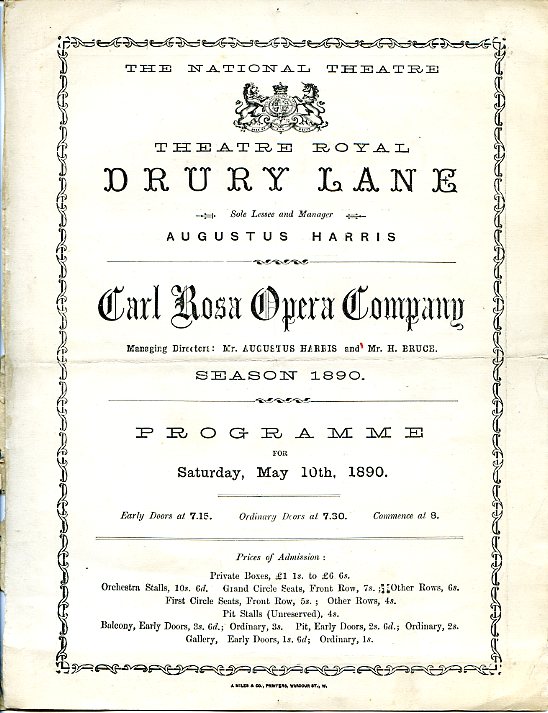 THE NATIONAL THEATRE
THEATRE ROYAL
DRURY LANE
Sole Lessee and Manager
AUGUSTUS HARRIS
Carl Rosa Opera Company
Managing Directors: Mr. AUGUSTUS HARRIS and Mr. H. BRUCE.
SEASON 1890.
PROGRAMME
FOR
Saturday, May 10th, 1890.
Early Doors at 7.15. Ordinary Doors at 7.30. Commence at 8.
Prices of Admission :
Private Boxes, £1 1s. to £6 6s.
Orchestra Stalls, 10s. 6d. Grand Circle Seats, Front Row, 7s. ; Other Rows, 6s.
First Circle Seats, Front Row, 5s. ; Other Rows, 4s.
Pit Stalls (Unreserved), 4s.
Balcony, Early Doors, 3s. 6d.; Ordinary, 3s. Pit, Early Doors, 2s. 6d.; Ordinary, 2s.
Gallery, Early Doors, 1s. 6d; Ordinary, 1s.
J. MILES & CO., PRINTERS, WARDOUR ST., W.